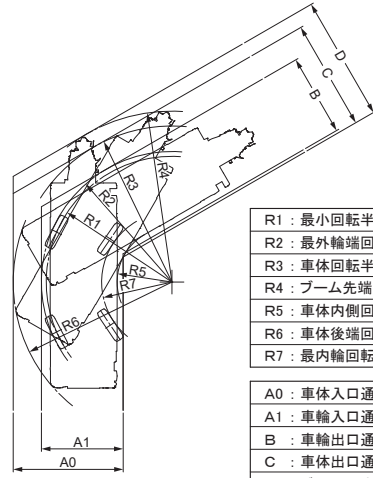 D
C
B
R3
R4
R2
R1
R5
R7
R6
A1
A0
R1 : 最小回転半
R2 : 最外輪端回
R3 : 車体回転半
R4 : ブーム先端
R5 : 車体内側回
R6 : 車体後端回
R7 : 最内輪回転
A0 : 車体入口通
A1 : 車輪入口通
B : 車輪出口通
C : 車体出口通